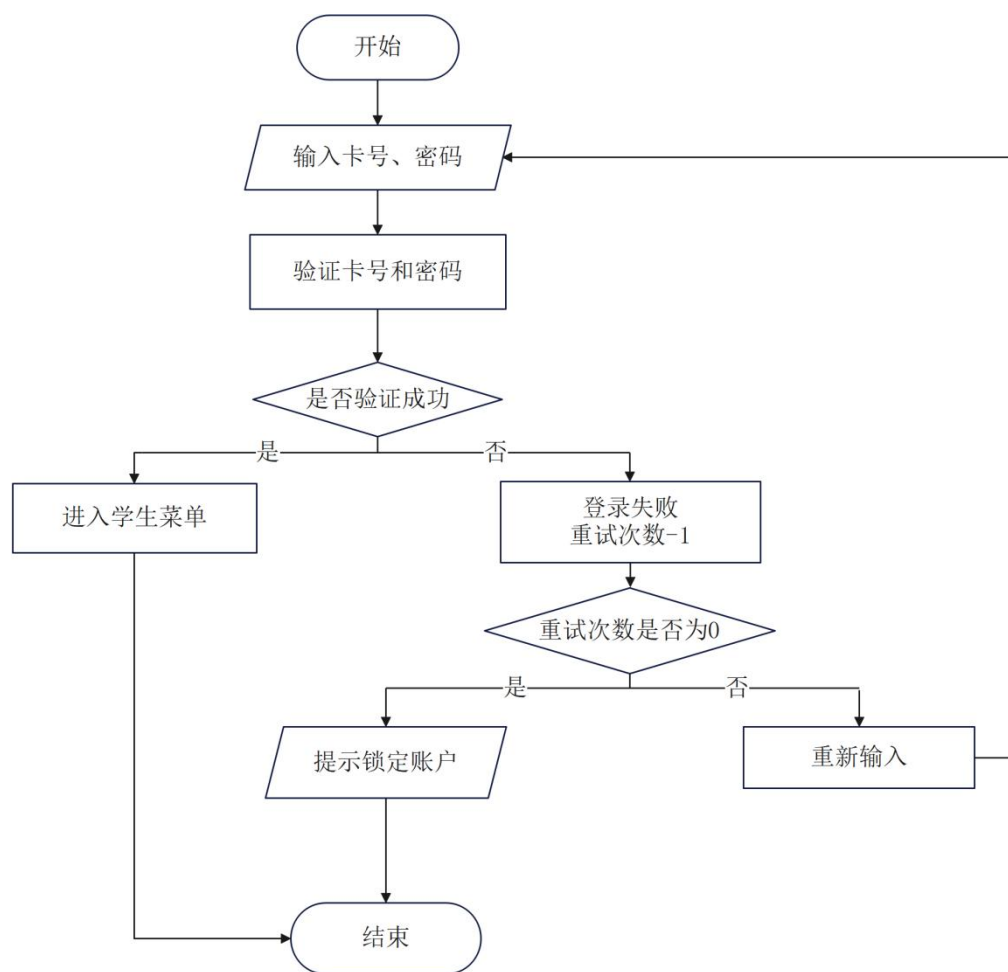 开始
输入卡号、密码
验证卡号和密码
是否验证成功
是
否
进入学生菜单
登录失败
重试次数-1
重试次数是否为0
是
否
提示锁定账户
重新输入
结束